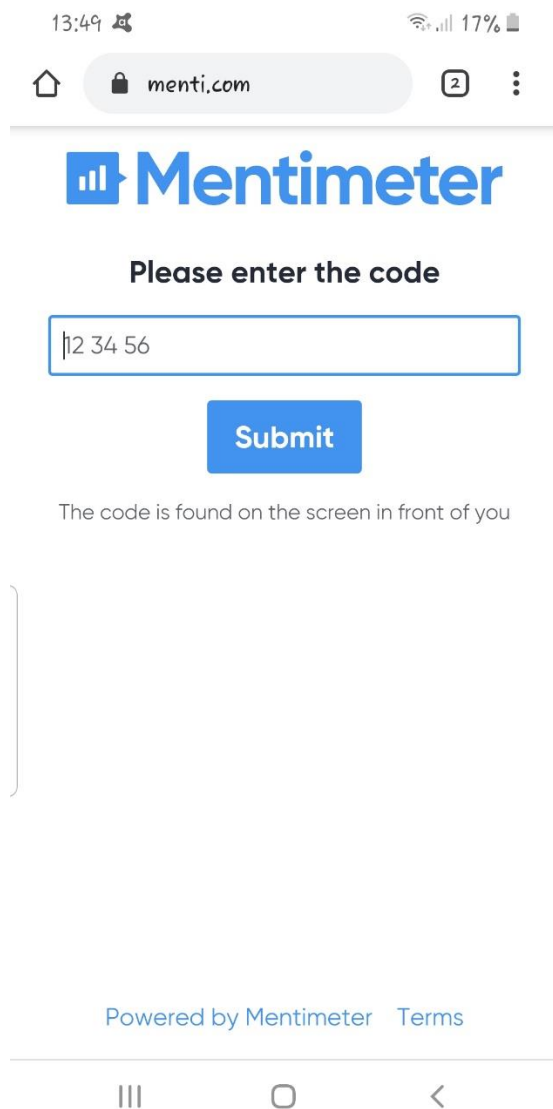 13:49 17%
menti.com 2
Mentimeter
Please enter the code
12 34 56
Submit
The code is found on the screen in front of you
Powered by Mentimeter Terms